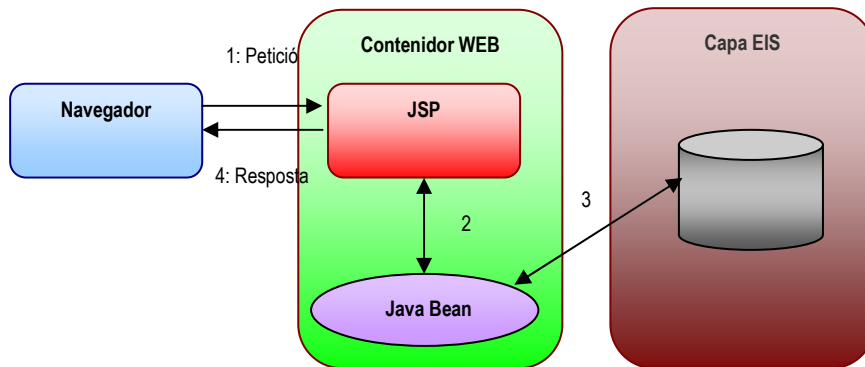 Contenidor WEB
Capa EIS
1: Petició
Navegador
JSP
4: Resposta
2
3
Java Bean